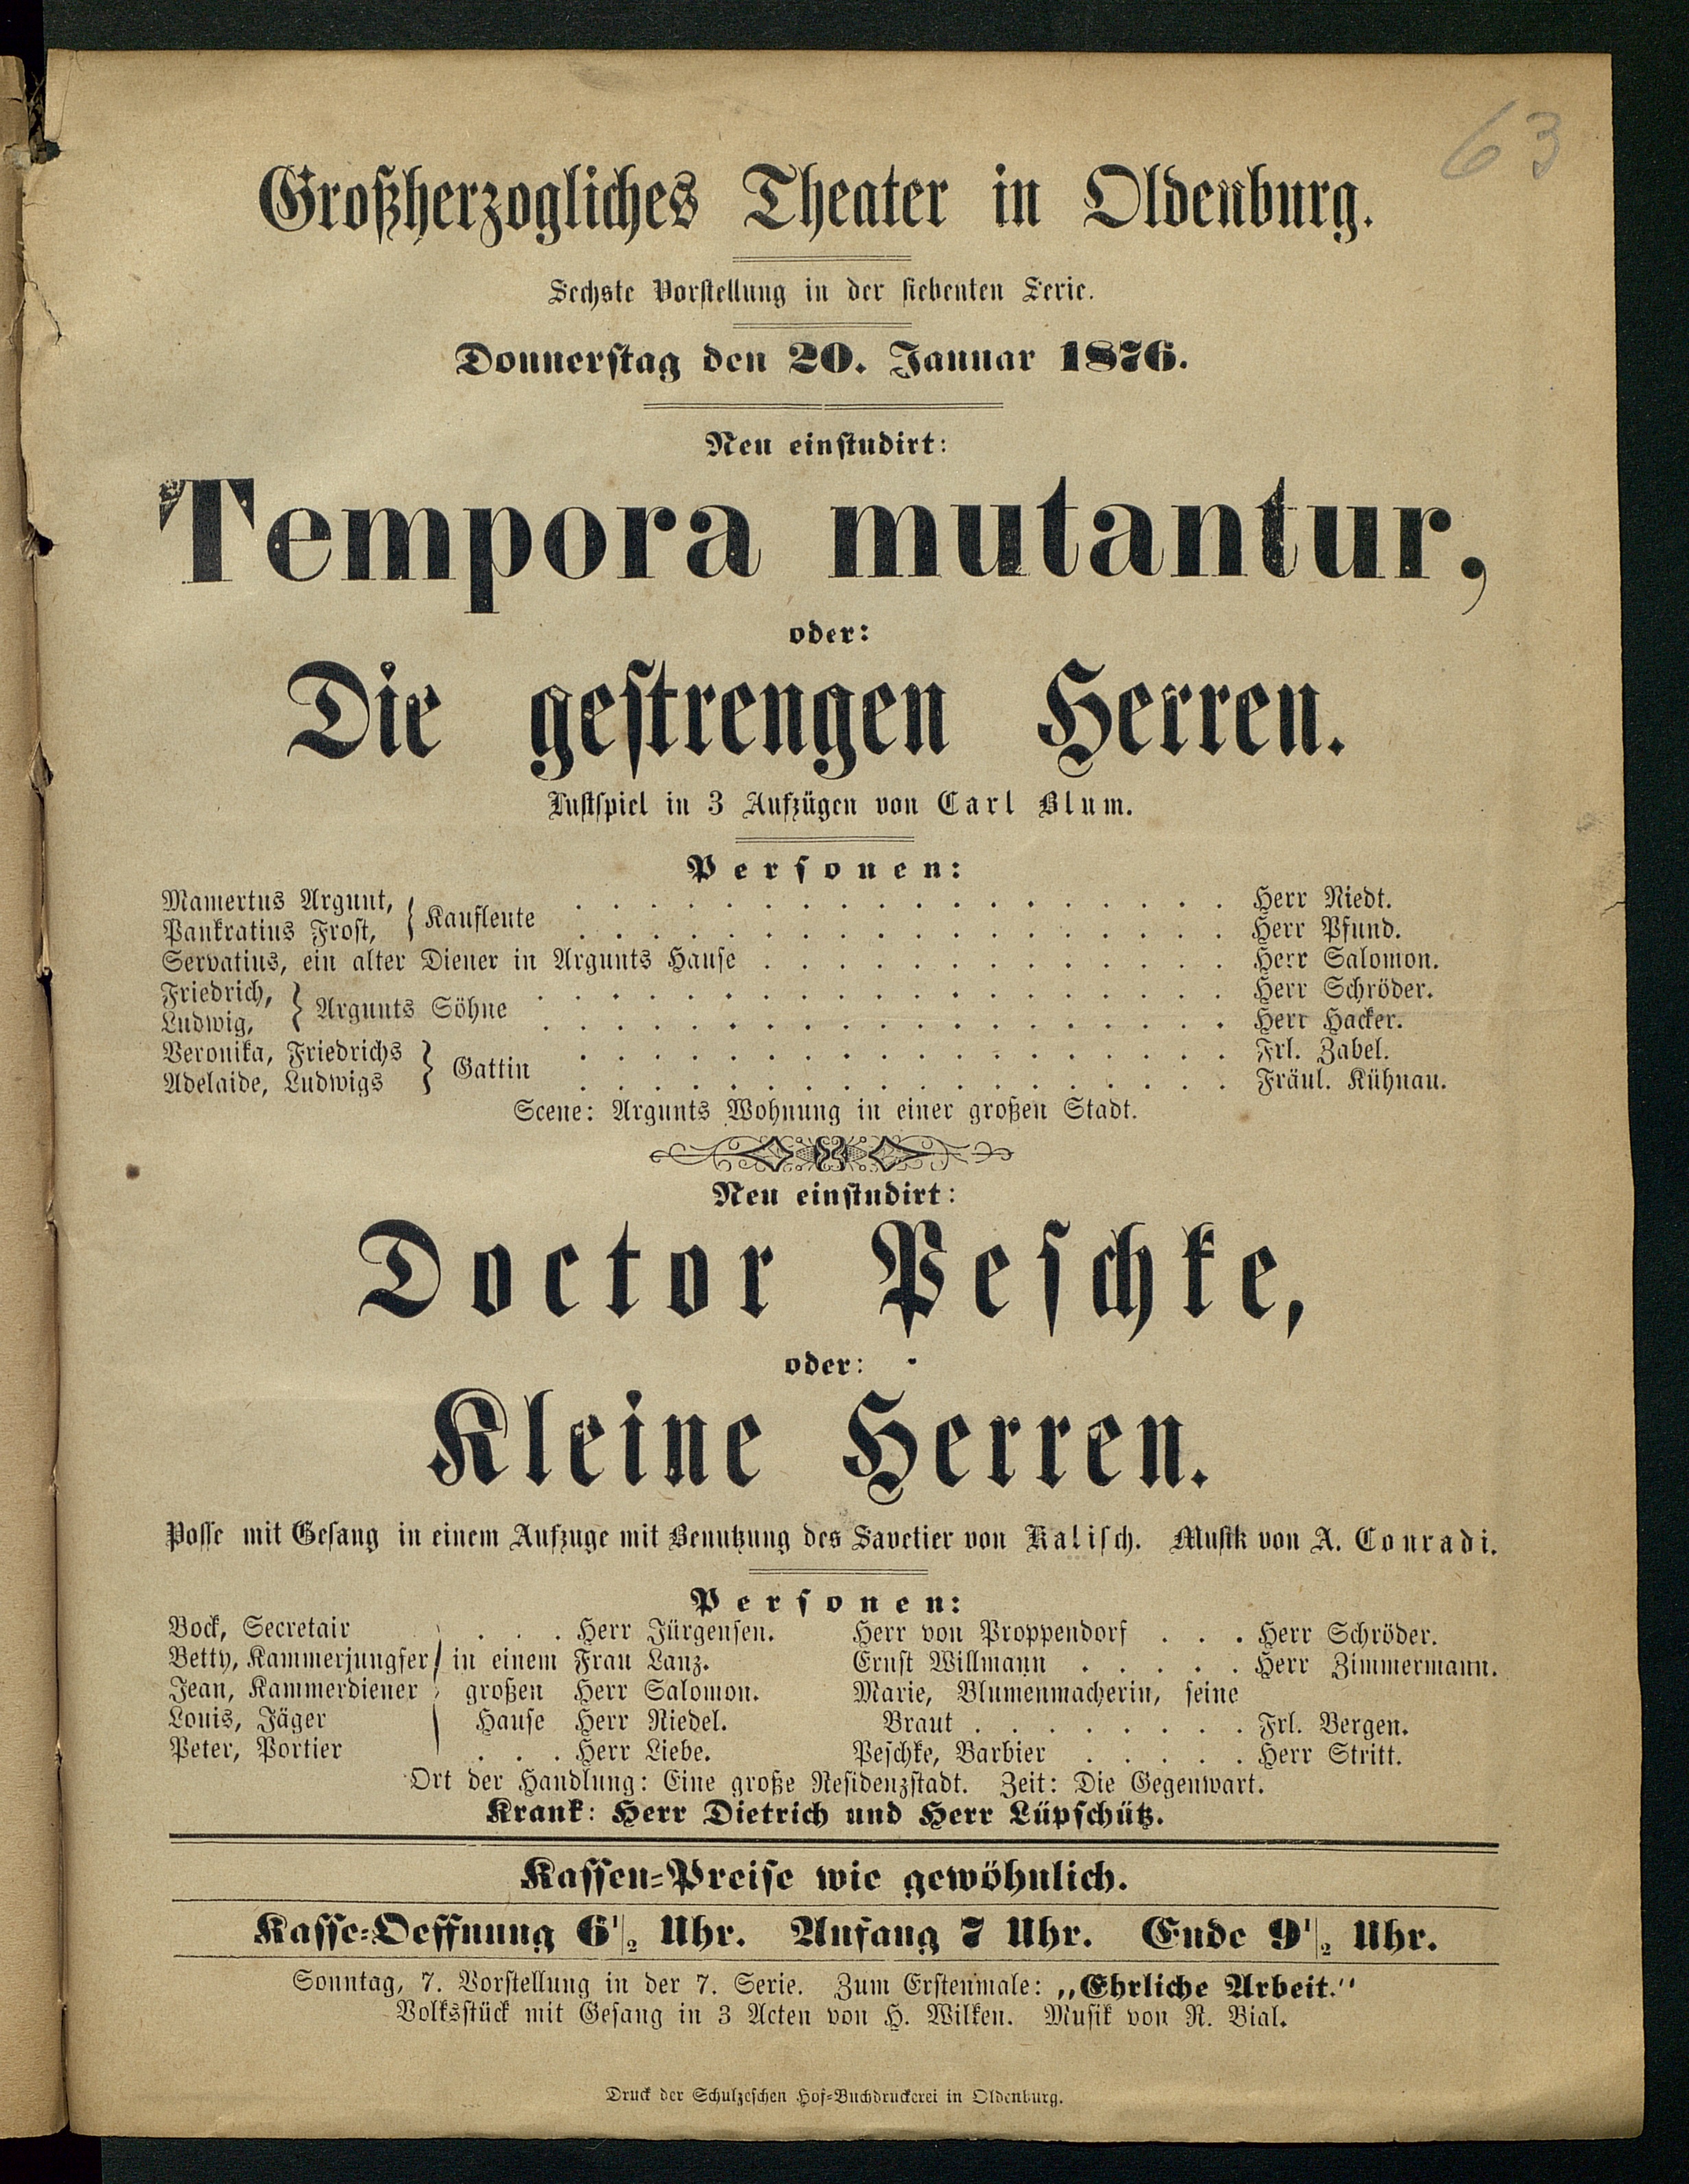 63
Großherzogliches Theater in Oldenburg.
Sechste Vorstellung in der siebenten Serie.
Donnerstag den 20. Januar 1876.
Neu einstudirt:
Tempora mutantur,
oder:
Die gestrengen Herren.
Lustspiel in 3 Aufzügen von Carl Blum.
Personen:
Mamertus Argunt, } Kaufleute . . . . . . . . . . . . . . . . . . Herr Niedt.
Pankratius Frost, . . . . . . . . . . . . . . . . . . Herr Pfund.
Servatius, ein alter Diener in Argunts Hause . . . . . . . . . . . . . Herr Salomon.
Friedrich, } Argunts Söhne . . . . . . . . . . . . . . . . . . . Herr Schröder.
Ludwig, . . . . . . . . . . . . . . . . . . . Herr Hacker.
Veronika, Friedrichs } Gattin . . . . . . . . . . . . . . . . . . Frl. Zabel.
Adelaide, Ludwigs . . . . . . . . . . . . . . . . . . Fräul. Kühnau.
Scene: Argunts Wohnung in einer großen Stadt.
Neu einstudirt:
Doctor Peschke,
oder:
Kleine Herren.
Posse mit Gesang in einem Aufzuge mit Benutzung des Savetier von Kalisch. Musik von A. Conradi.
Personen:
Bock, Secretair . . . Herr Jürgensen.
Betty, Kammerjungfer } in einem Frau Lanz.
Jean, Kammerdiener großen Herr Salomon.
Louis, Jäger Hause Herr Riedel.
Peter, Portier . . . Herr Liebe.
Herr von Proppendorf . . . Herr Schröder.
Ernst Willmann . . . . . Herr Zimmermann.
Marie, Blumenmacherin, seine
Braut . . . . . . . . Frl. Bergen.
Peschke, Barbier . . . . . Herr Stritt.
Ort der Handlung: Eine große Residenzstadt. Zeit: Die Gegenwart.
Krank: Herr Dietrich und Herr Lüpschütz.
Kassen-Preise wie gewöhnlich.
Kasse-Oeffnung 6 1/2 Uhr. Anfang 7 Uhr. Ende 9 1/2 Uhr.
Sonntag, 7. Vorstellung in der 7. Serie. Zum Erstenmale: „Ehrliche Arbeit."
Volksstück mit Gesang in 3 Acten von H. Wilken. Musik von R. Bial.
Druck der Schulzeschen Hof-Buchdruckerei in Oldenburg.